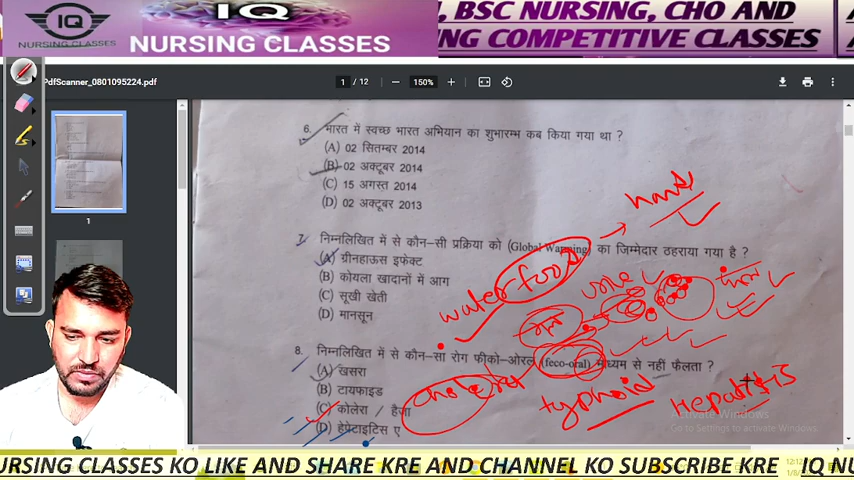 IQ
NURSING CLASSES
IQ
NURSING CLASSES
, BSC NURSING, CHO AND
NG COMPETITIVE CLASSES
PdfScanner_0801095224.pdf
1 / 12
150%
1
6. भारत में स्वच्छ भारत अभियान का शुभारम्भ कब किया गया था ?
(A) 02 सितम्बर 2014
(B) 02 अक्टूबर 2014
(C) 15 अगस्त 2014
(D) 02 अक्टूबर 2013
7. निम्नलिखित में से कौन-सी प्रक्रिया को (Global Warming) का जिम्मेदार ठहराया गया है ?
(A) ग्रीनहाऊस इफेक्ट
(B) कोयला खादानों में आग
(C) सूखी खेती
(D) मानसून
water food
8. निम्नलिखित में से कौन-सा रोग फीको-ओरल (feco-oral) माध्यम से नहीं फैलता ?
(A) खसरा
(B) टायफाइड
(C) कोलेरा / हैजा
(D) हेपेटाइटिस ए
typhoid
Hepatitis
Activate Windows
Go to Settings to activate Windows.
URSING CLASSES KO LIKE AND SHARE KRE AND CHANNEL KO SUBSCRIBE KRE IQ NU